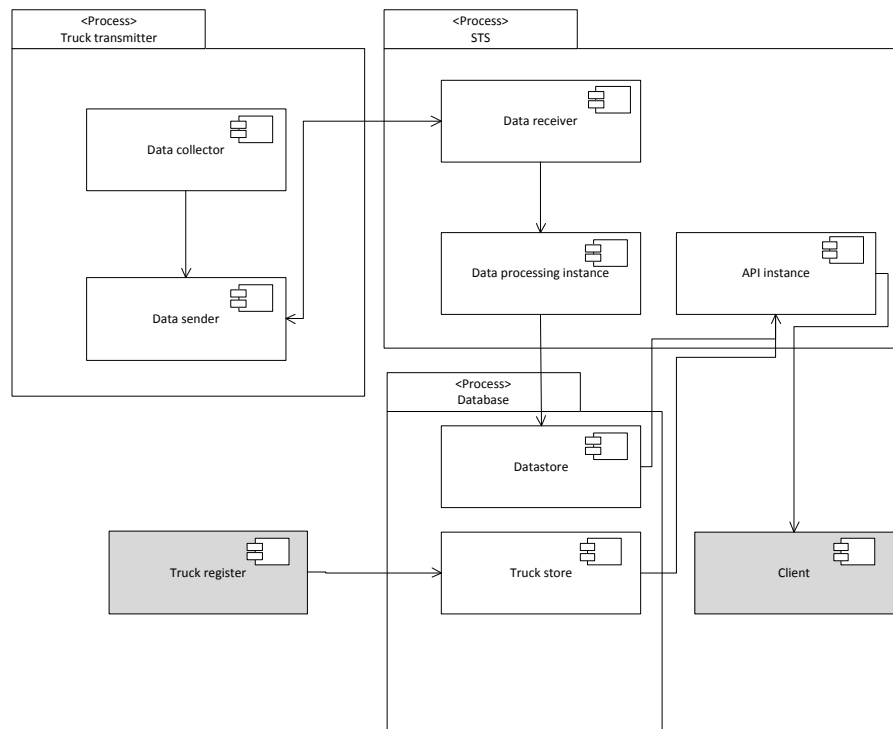 <Process>
Truck transmitter
<Process>
STS
Data collector
Data receiver
Data sender
Data processing instance
API instance
<Process>
Database
Datastore
Truck register
Truck store
Client